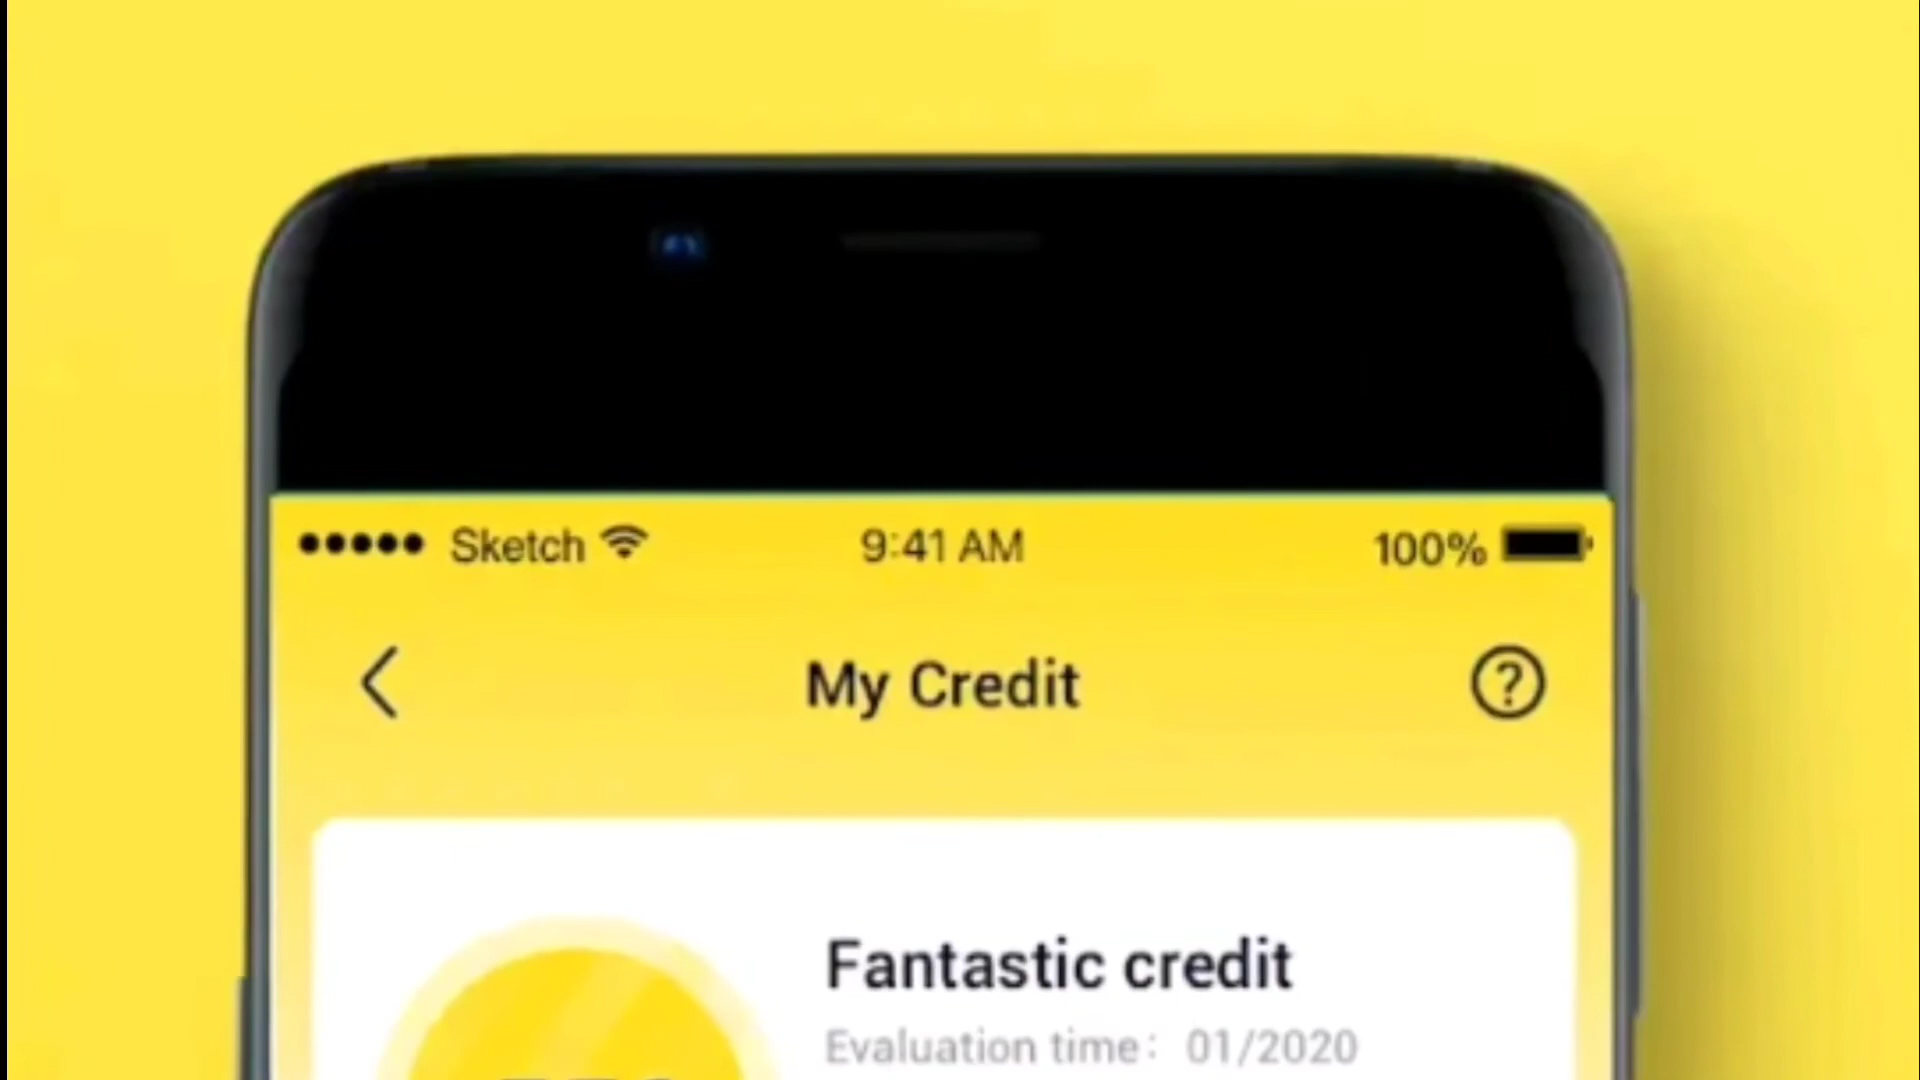 Sketch 9:41 AM 100%
My Credit
Fantastic credit
Evaluation time: 01/2020